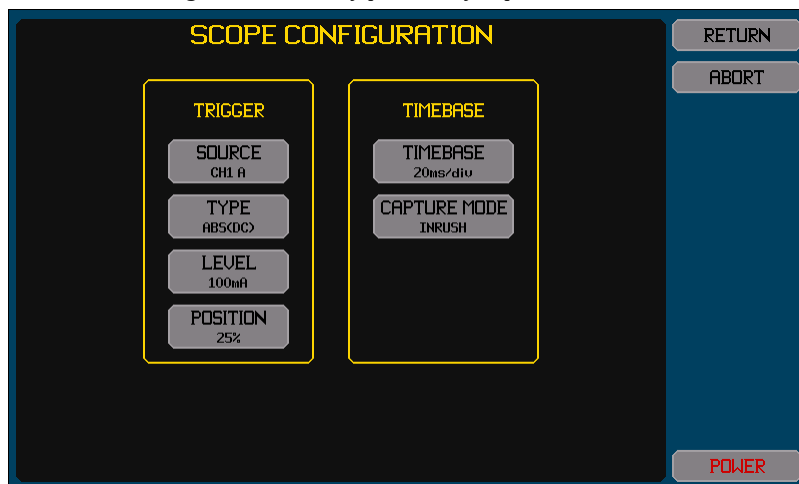 SCOPE CONFIGURATION
RETURN
ABORT
TRIGGER
SOURCE
CH1 A
TYPE
ABS(DC)
LEVEL
100mA
POSITION
25%
TIMEBASE
TIMEBASE
20ms/div
CAPTURE MODE
INRUSH
POWER